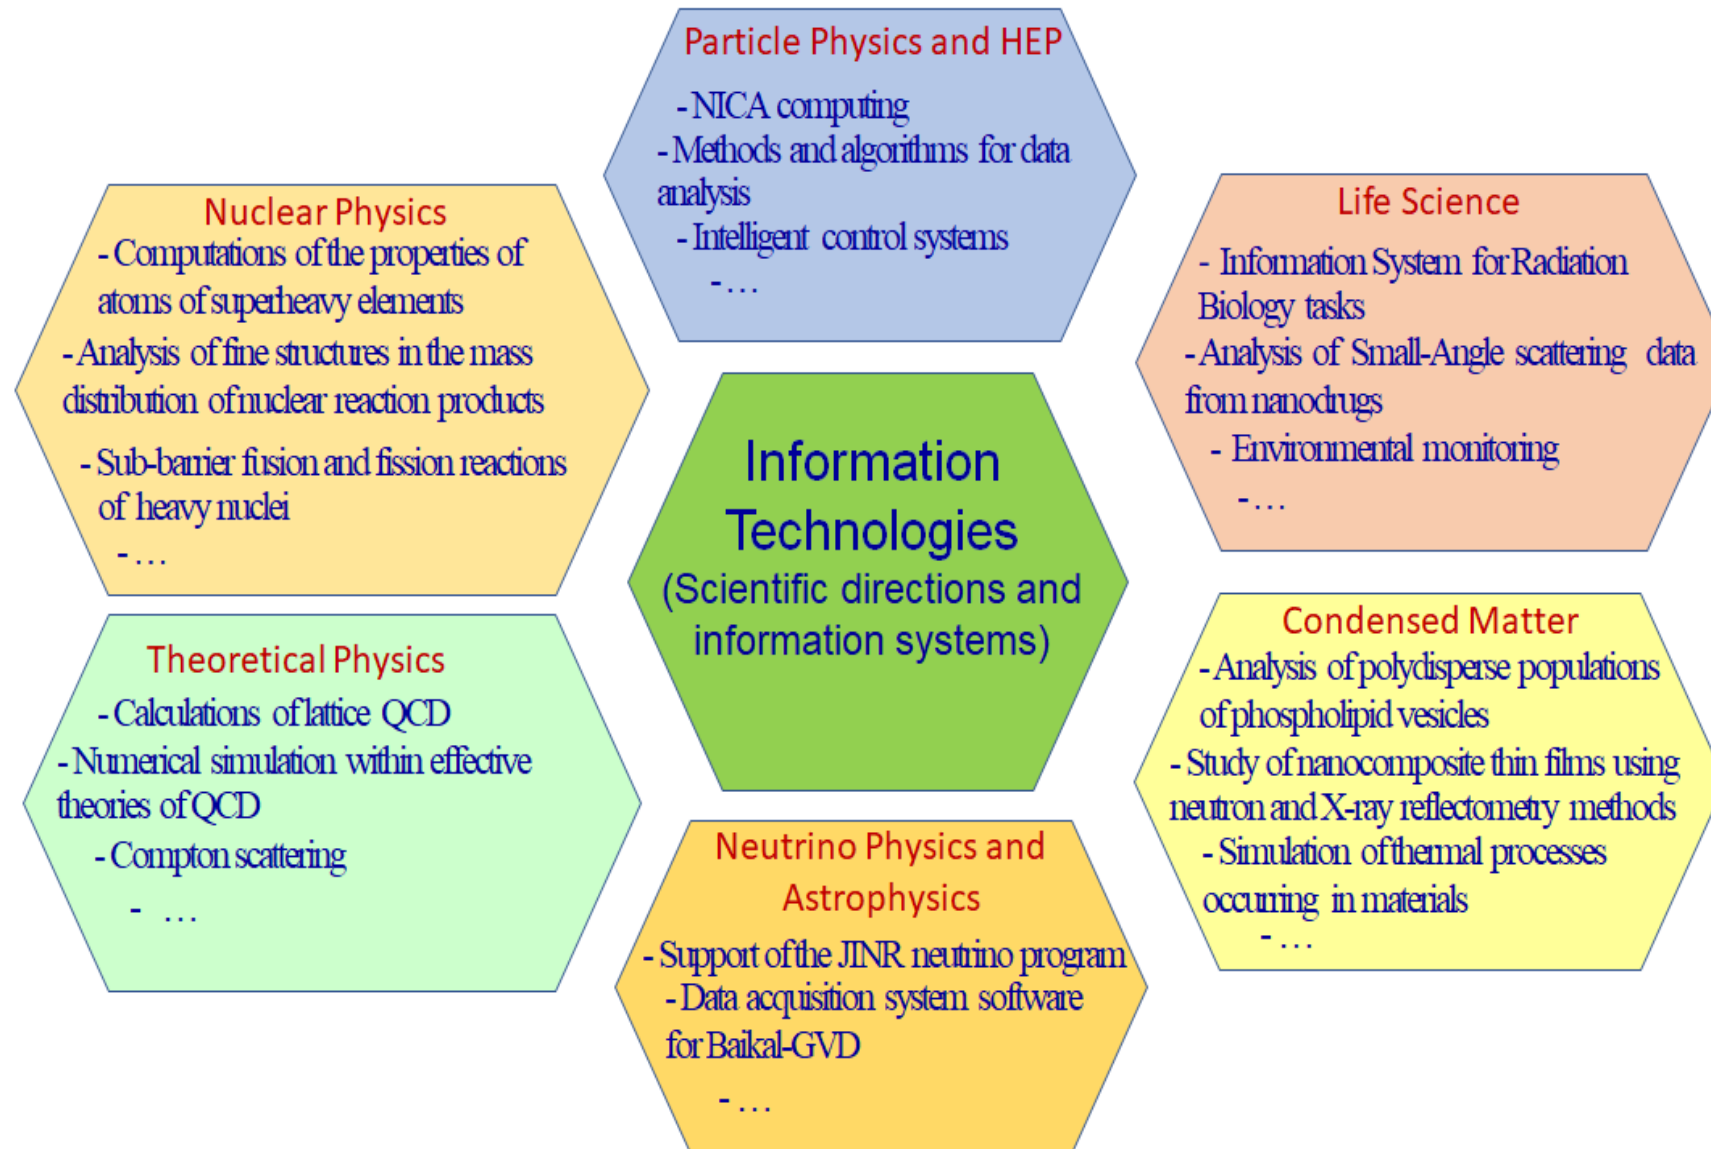 Particle Physics and HEP
- NICA computing
- Methods and algorithms for data
analysis
- Intelligent control systems
- ...
Nuclear Physics
- Computations of the properties of
atoms of superheavy elements
- Analysis of fine structures in the mass
distribution of nuclear reaction products
- Sub-barrier fusion and fission reactions
of heavy nuclei
- ...
Life Science
- Information System for Radiation
Biology tasks
- Analysis of Small-Angle scattering data
from nanodrugs
- Environmental monitoring
- ...
Information
Technologies
(Scientific directions and
information systems)
Theoretical Physics
- Calculations of lattice QCD
- Numerical simulation within effective
theories of QCD
- Compton scattering
- ...
Condensed Matter
- Analysis of polydisperse populations
of phospholipid vesicles
- Study of nanocomposite thin films using
neutron and X-ray reflectometry methods
- Simulation of thermal processes
occurring in materials
- ...
Neutrino Physics and
Astrophysics
- Support of the JINR neutrino program
- Data acquisition system software
for Baikal-GVD
- ...